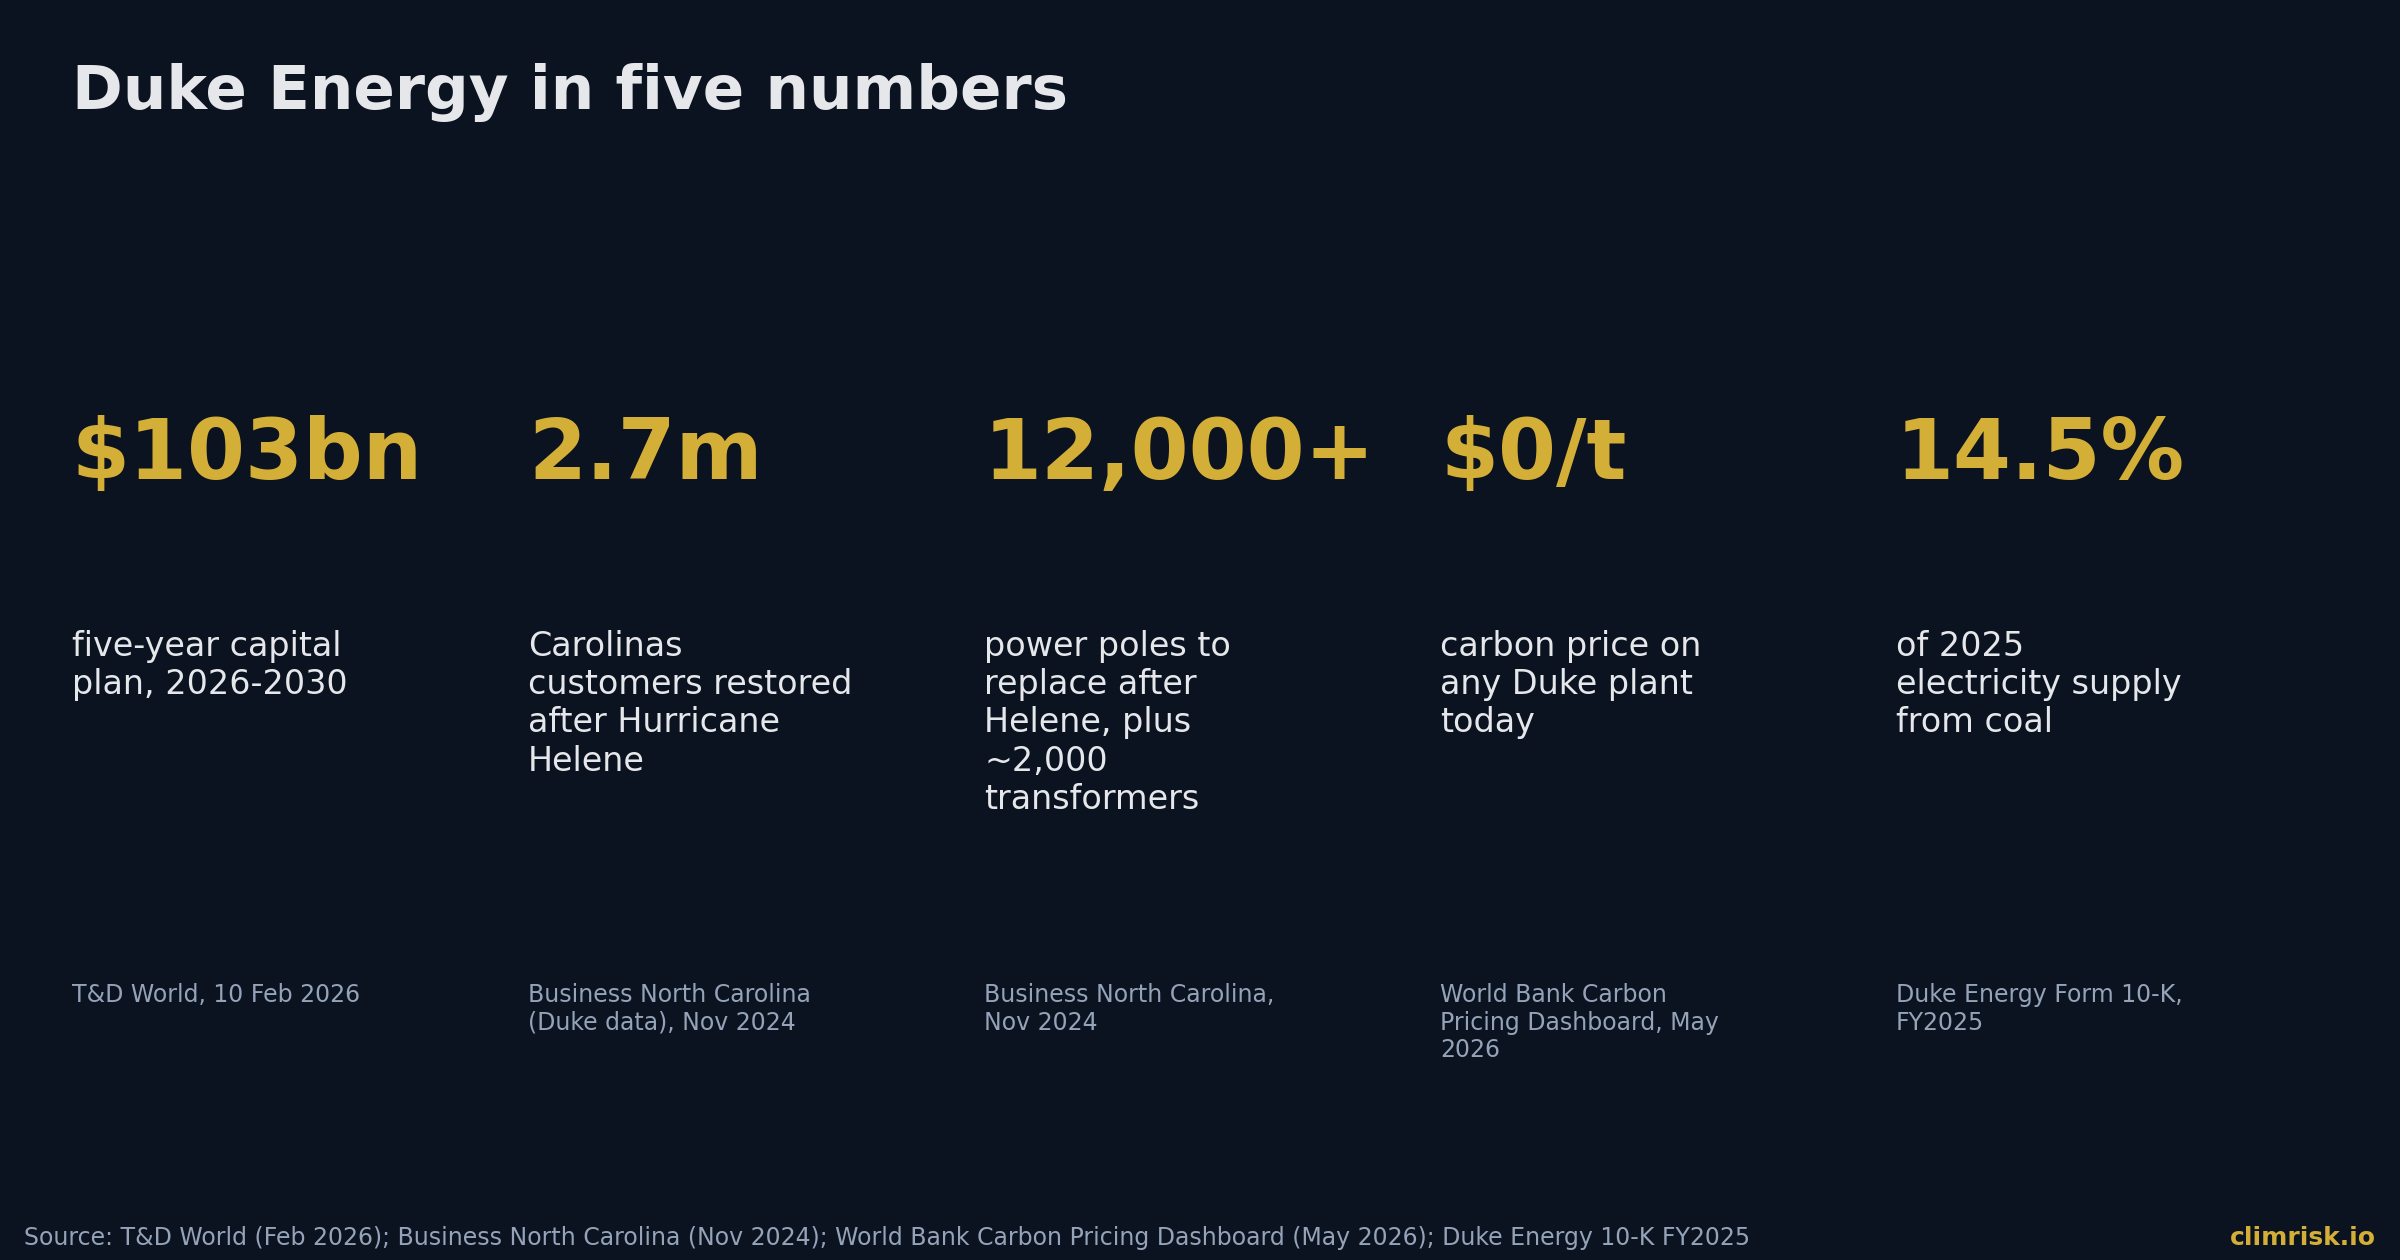 Duke Energy in five numbers
$103bn
five-year capital
plan, 2026-2030
T&D World, 10 Feb 2026
2.7m
Carolinas
customers restored
after Hurricane
Helene
Business North Carolina
(Duke data), Nov 2024
12,000+
power poles to
replace after
Helene, plus
~2,000
transformers
Business North Carolina,
Nov 2024
$0/t
carbon price on
any Duke plant
today
World Bank Carbon
Pricing Dashboard, May
2026
14.5%
of 2025
electricity supply
from coal
Duke Energy Form 10-K,
FY2025
Source: T&D World (Feb 2026); Business North Carolina (Nov 2024); World Bank Carbon Pricing Dashboard (May 2026); Duke Energy 10-K FY2025
climrisk.io